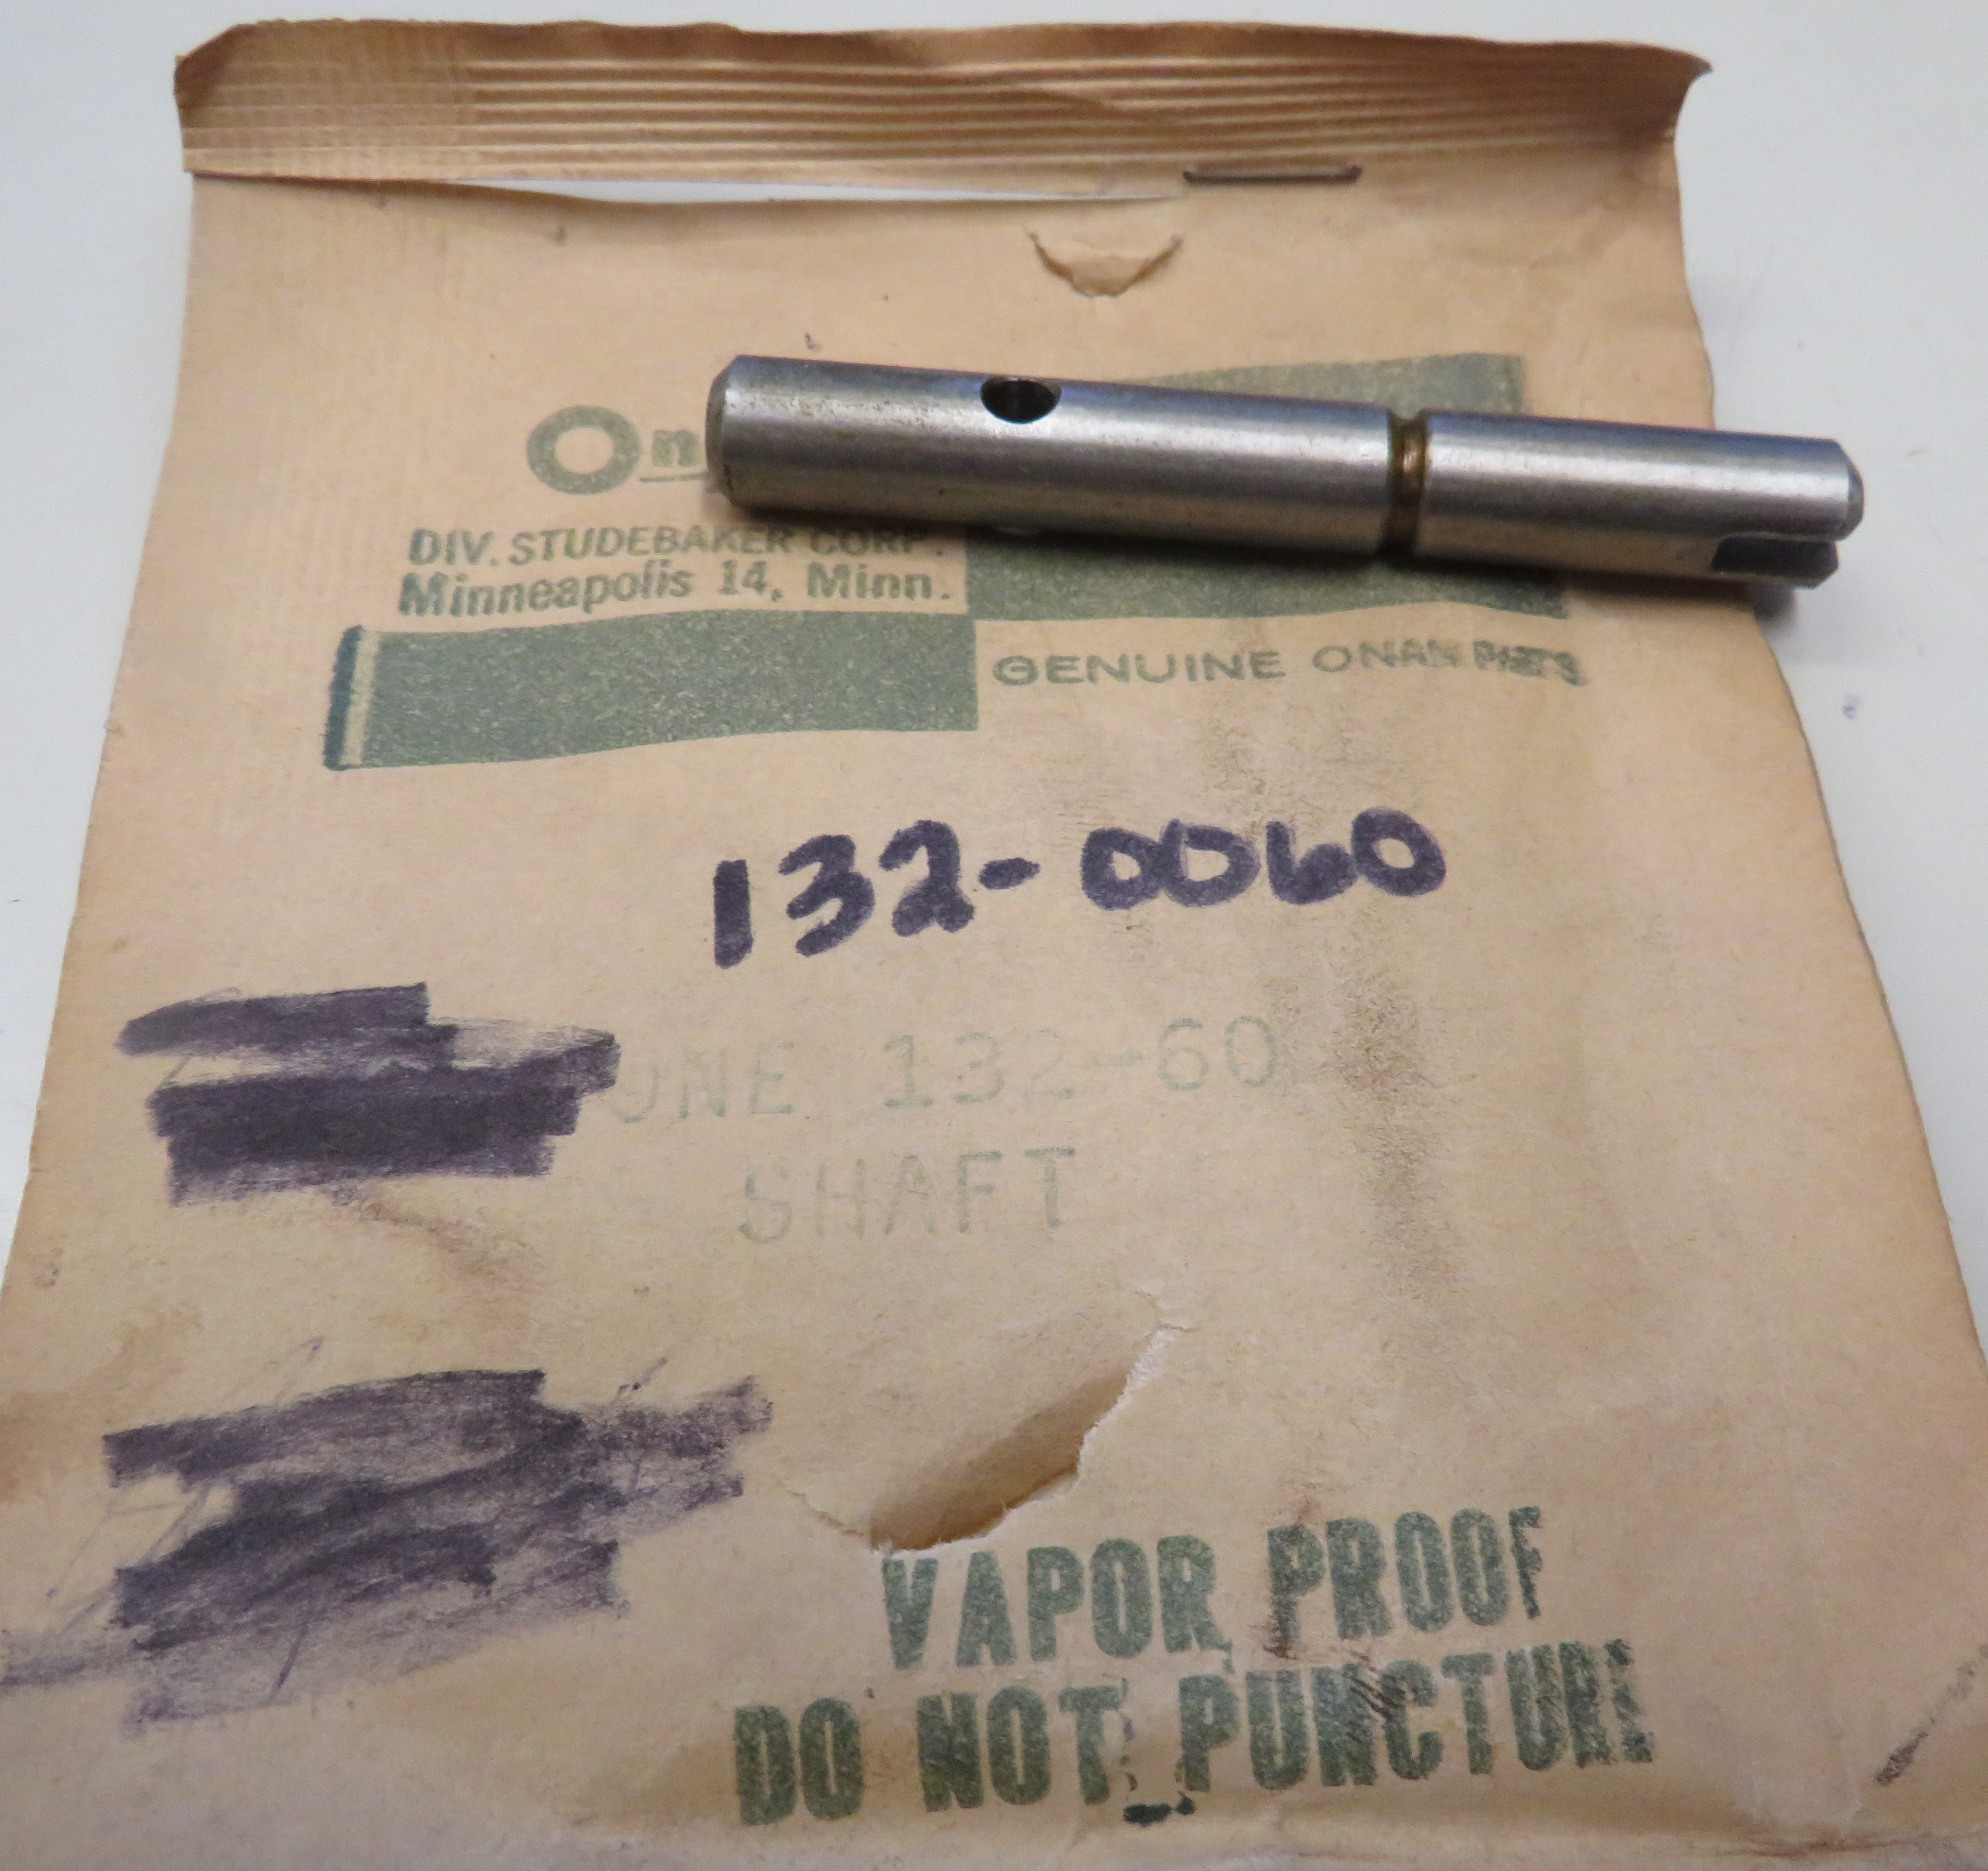 On
DIV. STUDEBAKER CORP.
Minneapolis 14, Minn.
GENUINE ONAN PARTS
132-0060
ONE 132-60
SHAFT
VAPOR PROOF
DO NOT PUNCTURE